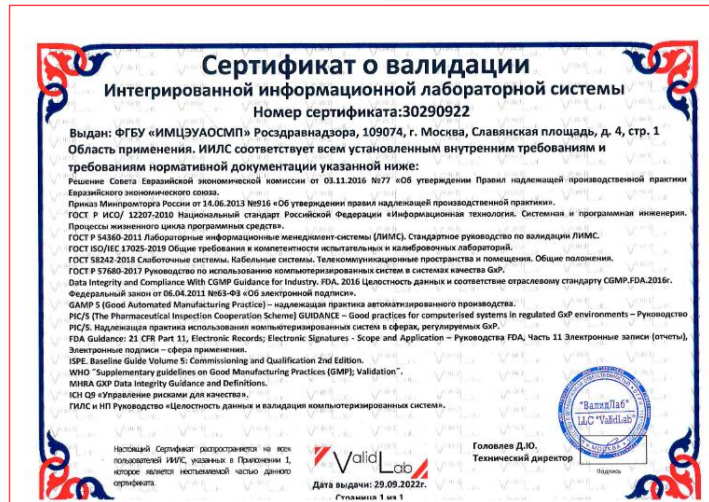 Сертификат о валидации
Интегрированной информационной лабораторной системы
Номер сертификата:30290922
Выдан: ФГБУ «ИМЦЭУАОСМП» Росздравнадзора, 109074, г. Москва, Славянская площадь, д. 4, стр. 1
Область применения. ИИЛС соответствует всем установленным внутренним требованиям и
требованиям нормативной документации указанной ниже:
Решение Совета Евразийской экономической комиссии от 03.11.2016 №77 «Об утверждении Правил надлежащей производственной практики
Евразийского экономического союза.
Приказ Минпромторга России от 14.06.2013 №916 «Об утверждении правил надлежащей производственной практики».
ГОСТ Р ИСО/ 12207-2010 Национальный стандарт Российской Федерации «Информационная технология. Системная и программная инженерия.
Процессы жизненного цикла программных средств».
ГОСТ Р 54360-2011 Лабораторные информационные менеджмент-системы (ЛИМС). Стандартное руководство по валидации ЛИМС.
ГОСТ ISO/IEC 17025-2019 Общие требования к компетентности испытательных и калибровочных лабораторий.
ГОСТ 58242-2018 Слаботочные системы. Кабельные системы. Телекоммуникационные пространства и помещения. Общие положения.
ГОСТ Р 57680-2017 Руководство по использованию компьютеризированных систем в системах качества GxP.
Data Integrity and Compliance With CGMP Guidance for Industry. FDA. 2016 Целостность данных и соответствие отраслевому стандарту CGMP.FDA.2016г.
Федеральный закон от 06.04.2011 №63-ФЗ «Об электронной подписи».
GAMP 5 (Good Automated Manufacturing Practice) – надлежащая практика автоматизированного производства.
PIC/S (The Pharmaceutical Inspection Cooperation Scheme) GUIDANCE – Good practices for computerised systems in regulated GxP environments – Руководство
PIC/S. Надлежащая практика использования компьютеризированных систем в сферах, регулируемых GxP.
FDA Guidance: 21 CFR Part 11, Electronic Records; Electronic Signatures - Scope and Application – Руководства FDA, Часть 11 Электронные записи (отчеты),
Электронные подписи – сфера применения.
ISPE. Baseline Guide Volume 5: Commissioning and Qualification 2nd Edition.
WHO "Supplementary guidelines on Good Manufacturing Practices (GMP); Validation".
MHRA GXP Data Integrity Guidance and Definitions.
ICH Q9 «Управление рисками для качества».
ГИЛС и НП Руководство «Целостность данных и валидация компьютеризированных систем».
Настоящий Сертификат распространяется на всех
пользователей ИИЛС, указанных в Приложении 1,
которое является неотъемлемой частью данного
сертификата.
Valid Lab
Дата выдачи: 29.09.2022г.
Страница 1 из 1
Головлев Д.Ю.
Технический директор
Подпись
"ВалидЛаб"
LLC "ValidLab"
МОСКВА